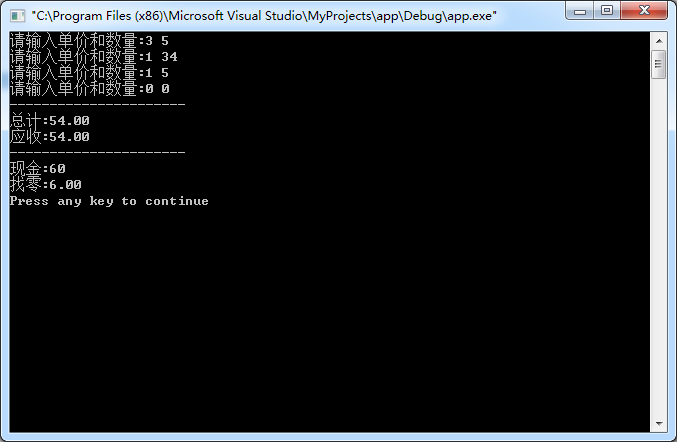 "C:\Program Files (x86)\Microsoft Visual Studio\MyProjects\app\Debug\app.exe"
请输入单价和数量:3 5
请输入单价和数量:1 34
请输入单价和数量:1 5
请输入单价和数量:0 0
----------------------
总计:54.00
应收:54.00
----------------------
现金:60
找零:6.00
Press any key to continue